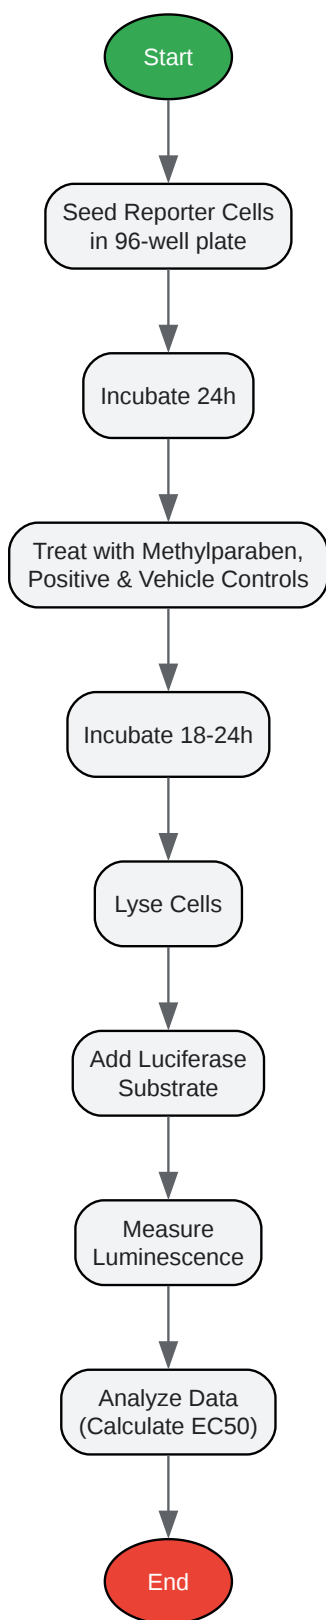 Start
Seed Reporter Cells
in 96-well plate
Incubate 24h
Treat with Methylparaben,
Positive & Vehicle Controls
Incubate 18-24h
Lyse Cells
Add Luciferase
Substrate
Measure
Luminescence
Analyze Data
(Calculate EC50)
End